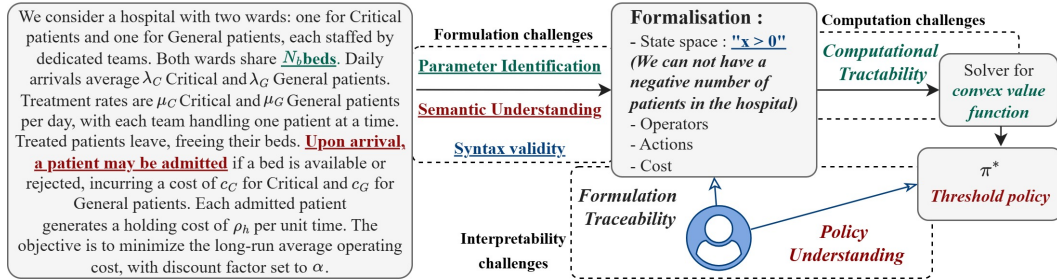 We consider a hospital with two wards: one for Critical
patients and one for General patients, each staffed by
dedicated teams. Both wards share N_b beds. Daily
arrivals average λ_C Critical and λ_G General patients.
Treatment rates are μ_C Critical and μ_G General patients
per day, with each team handling one patient at a time.
Treated patients leave, freeing their beds. Upon arrival,
a patient may be admitted if a bed is available or
rejected, incurring a cost of c_C for Critical and c_G for
General patients. Each admitted patient
generates a holding cost of ρ_h per unit time. The
objective is to minimize the long-run average operating
cost, with discount factor set to α.
Formulation challenges
Parameter Identification
Semantic Understanding
Syntax validity
Formalisation :
- State space : "x > 0"
(We can not have a
negative number of
patients in the hospital)
- Operators
- Actions
- Cost
Computation challenges
Computational
Tractability
Solver for
convex value
function
π*
Threshold policy
Formulation
Traceability
Interpretability
challenges
Policy
Understanding